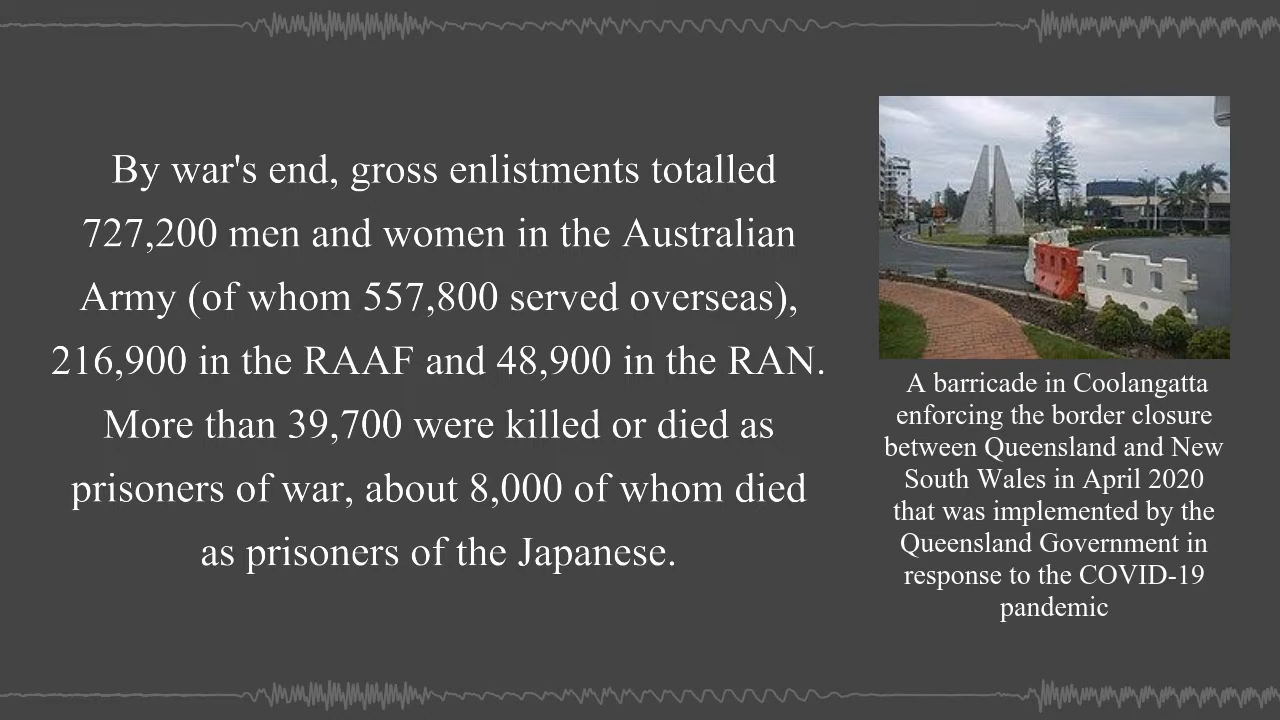 By war's end, gross enlistments totalled
727,200 men and women in the Australian
Army (of whom 557,800 served overseas),
216,900 in the RAAF and 48,900 in the RAN.
More than 39,700 were killed or died as
prisoners of war, about 8,000 of whom died
as prisoners of the Japanese.
A barricade in Coolangatta
enforcing the border closure
between Queensland and New
South Wales in April 2020
that was implemented by the
Queensland Government in
response to the COVID-19
pandemic